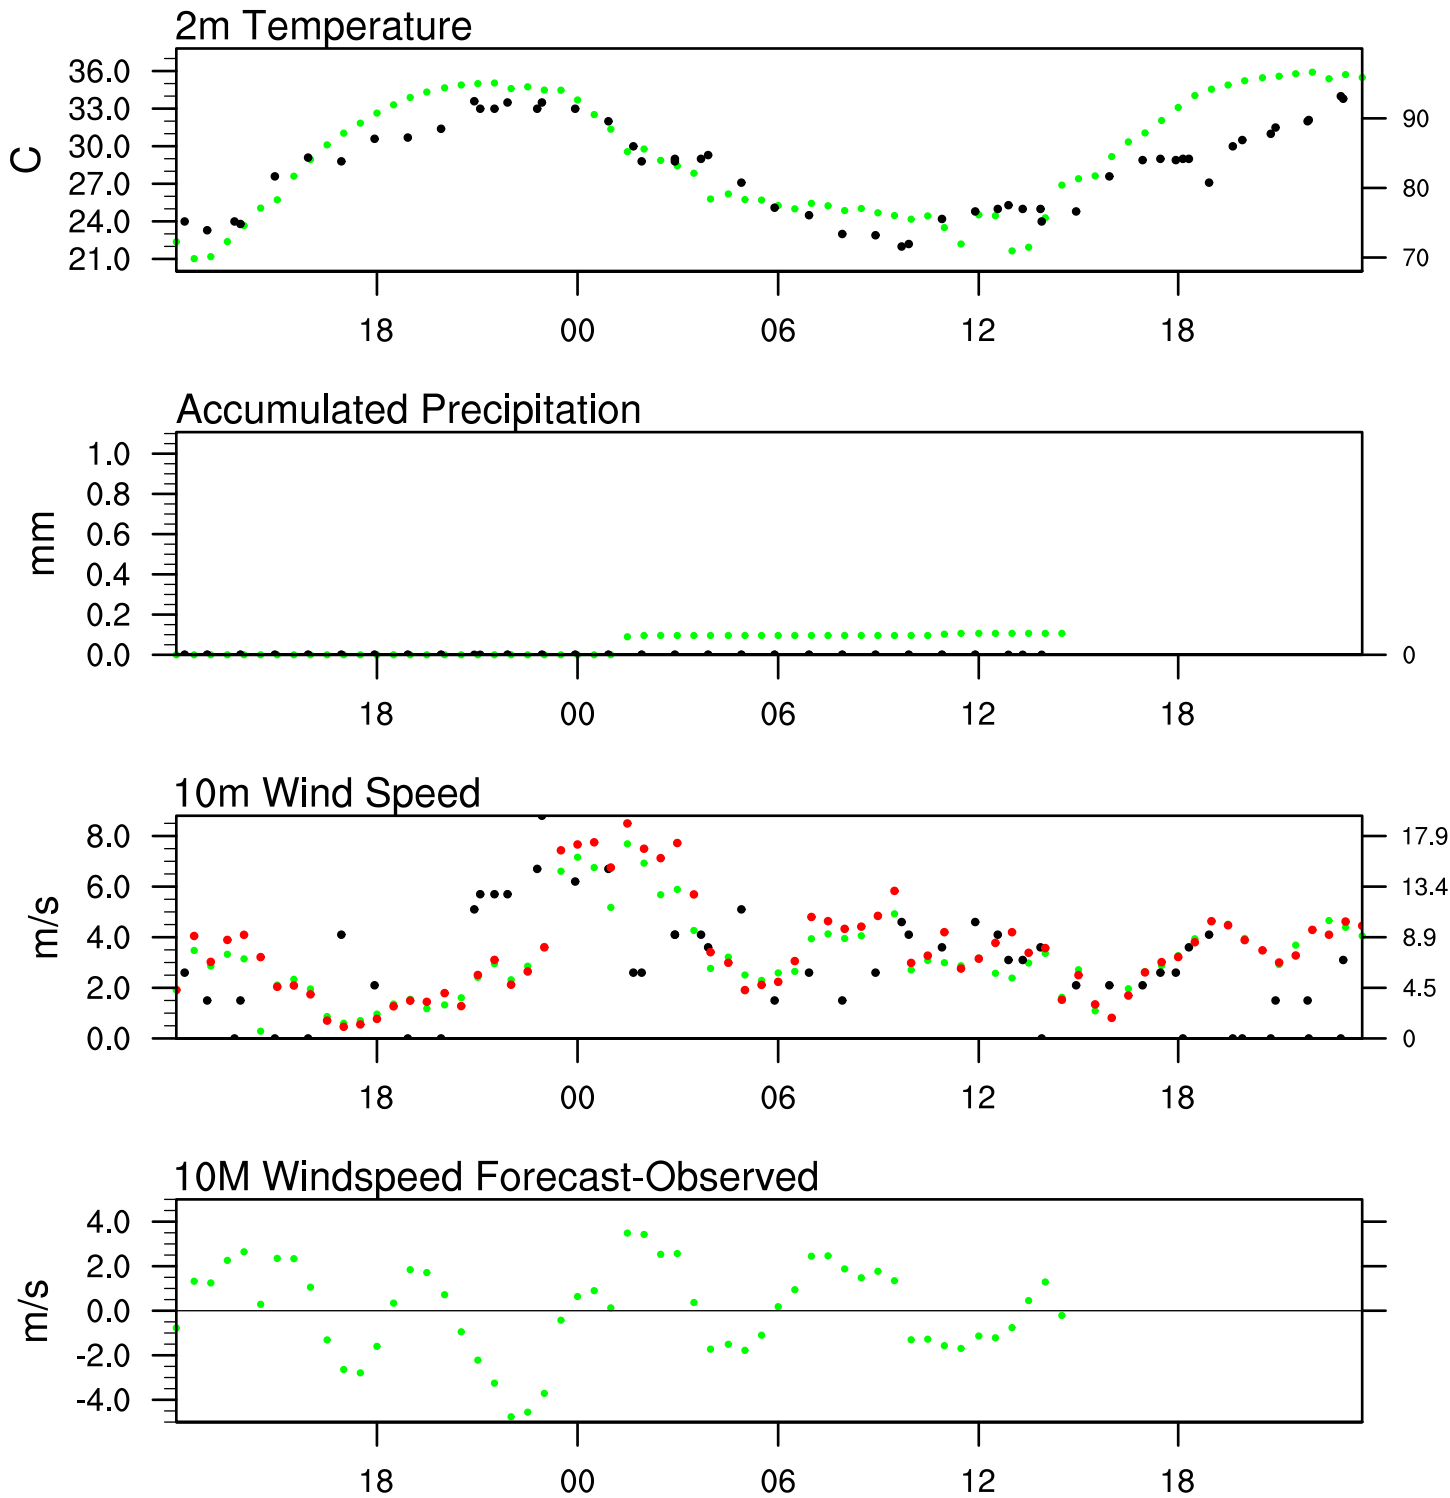 2m Temperature
36.0
33.0
30.0
27.0
24.0
21.0
C
90
80
70
18 00 06 12 18
Accumulated Precipitation
1.0
0.8
0.6
0.4
0.2
0.0
mm
0
18 00 06 12 18
10m Wind Speed
8.0
6.0
4.0
2.0
0.0
m/s
17.9
13.4
8.9
4.5
0
18 00 06 12 18
10M Windspeed Forecast-Observed
4.0
2.0
0.0
-2.0
-4.0
m/s
18 00 06 12 18